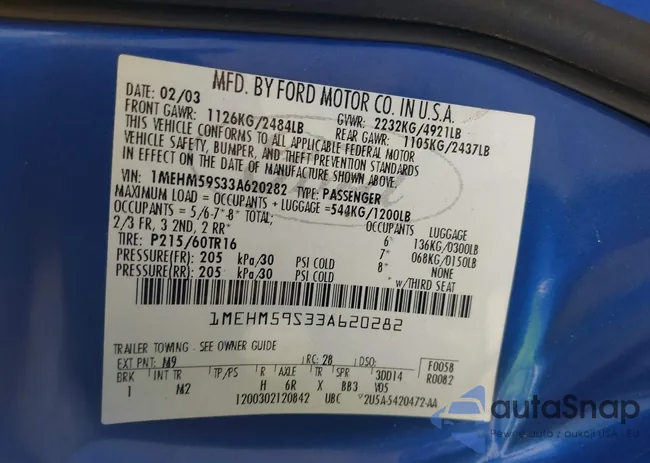 MFD. BY FORD MOTOR CO. IN U.S.A.
DATE: 02/03 GVWR: 2232KG/4921LB
FRONT GAWR: 1126KG/2484LB REAR GAWR: 1105KG/2437LB
THIS VEHICLE CONFORMS TO ALL APPLICABLE FEDERAL MOTOR
VEHICLE SAFETY, BUMPER, AND THEFT PREVENTION STANDARDS
IN EFFECT ON THE DATE OF MANUFACTURE SHOWN ABOVE.
VIN: 1MEHM59S33A620282 TYPE: PASSENGER
MAXIMUM LOAD = OCCUPANTS + LUGGAGE =544KG/1200LB
OCCUPANTS = 5/6*-7*-8* TOTAL; OCCUPANTS LUGGAGE
2/3 FR, 3 2ND, 2 RR* 6* 136KG/0300LB
TIRE: P215/60TR16 7* 068KG/0150LB
PRESSURE(FR) 205 kPa/30 PSI COLD 8* NONE
PRESSURE(RR) 205 kPa/30 PSI COLD * w/THIRD SEAT
1MEHM59S33A620282
TRAILER TOWING - SEE OWNER GUIDE
EXT PNT: M9 RC: 28 DSO: F0058
BRK INT TR TP/PS R AXLE TR SPR 3DD14 R0082
1 M2 H 6R X BB3 V05
1200302120842 UBC 2U5A-5420472-AA
autaSnap
Pewne auta z aukcji USA